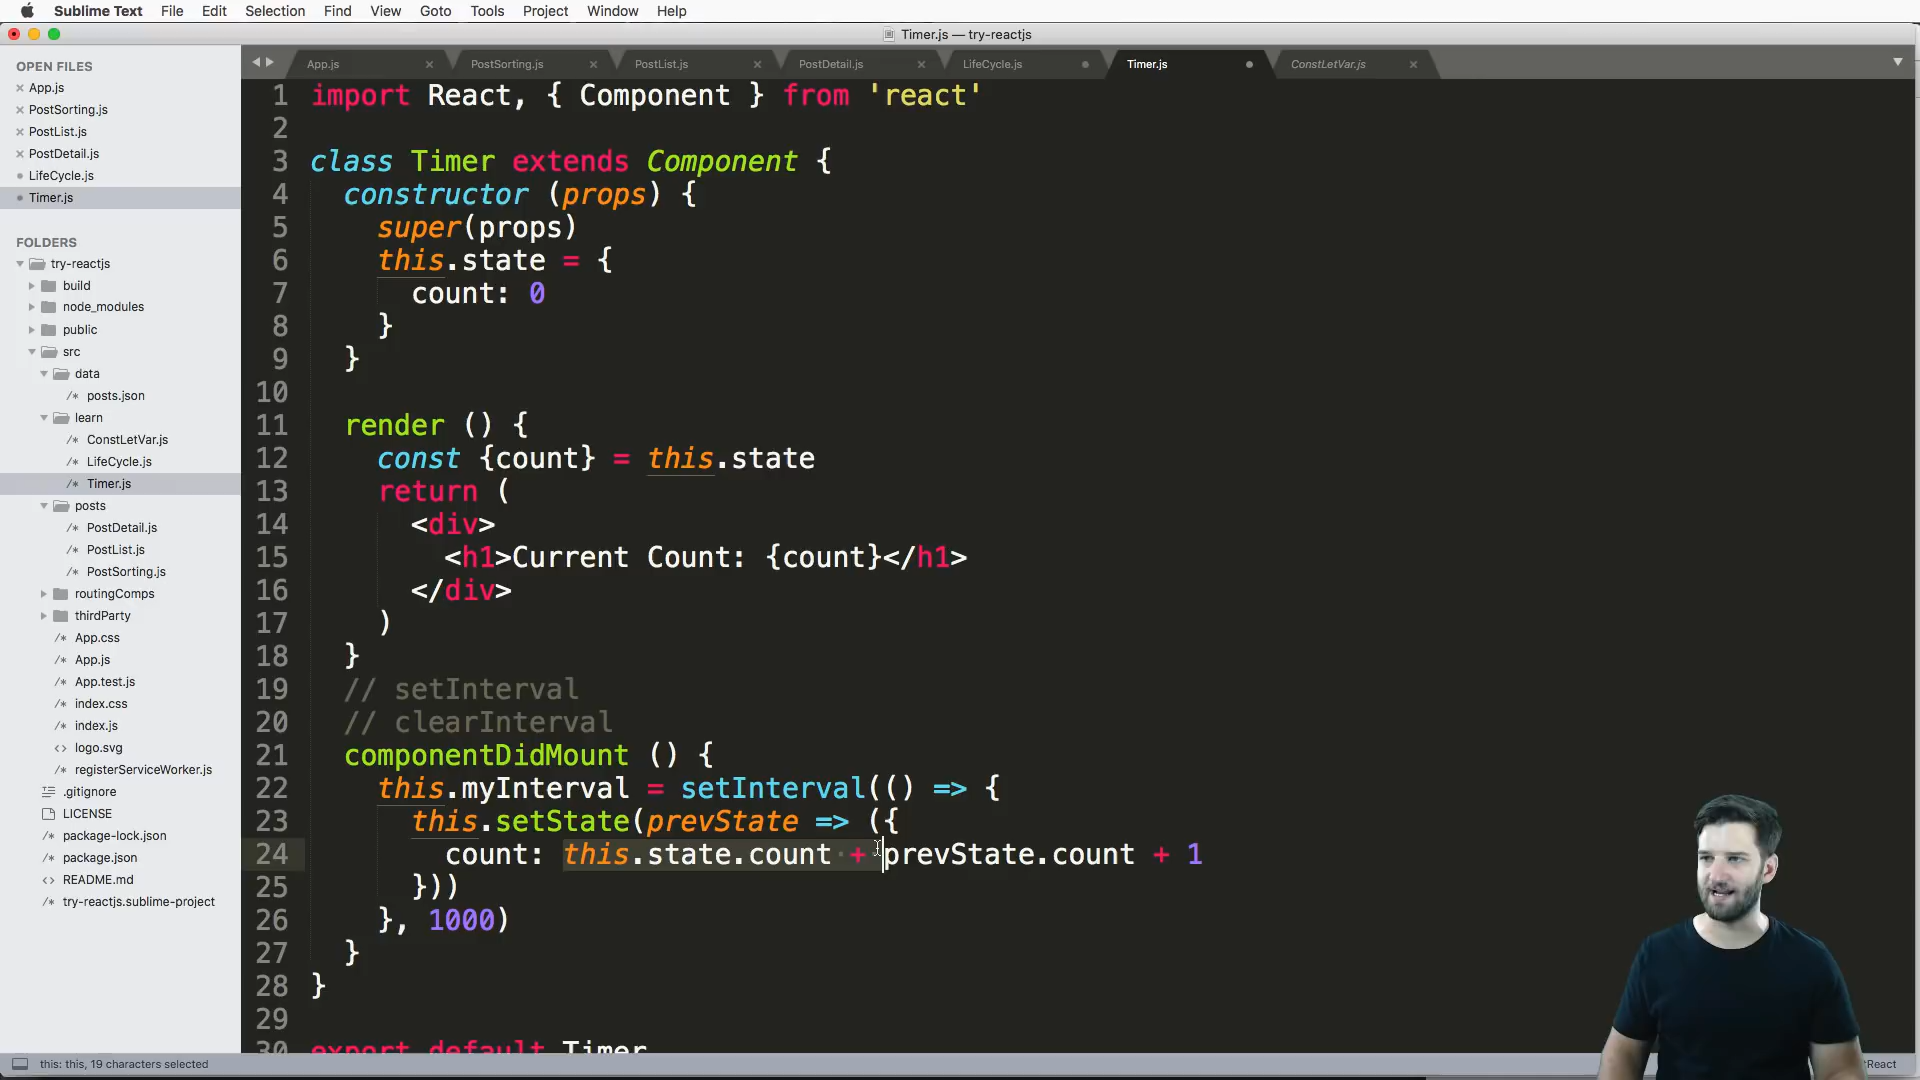 Sublime Text File Edit Selection Find View Goto Tools Project Window Help
Timer.js — try-reactjs
OPEN FILES
App.js
PostSorting.js
PostList.js
PostDetail.js
LifeCycle.js
Timer.js
FOLDERS
try-reactjs
build
node_modules
public
src
data
posts.json
learn
ConstLetVar.js
LifeCycle.js
Timer.js
posts
PostDetail.js
PostList.js
PostSorting.js
routingComps
thirdParty
App.css
App.js
App.test.js
index.css
index.js
logo.svg
registerServiceWorker.js
.gitignore
LICENSE
package-lock.json
package.json
README.md
try-reactjs.sublime-project
App.js PostSorting.js PostList.js PostDetail.js LifeCycle.js Timer.js ConstLetVar.js
1 import React, { Component } from 'react'
2
3 class Timer extends Component {
4 constructor (props) {
5 super(props)
6 this.state = {
7 count: 0
8 }
9 }
10
11 render () {
12 const {count} = this.state
13 return (
14 <div>
15 <h1>Current Count: {count}</h1>
16 </div>
17 )
18 }
19 // setInterval
20 // clearInterval
21 componentDidMount () {
22 this.myInterval = setInterval(() => {
23 this.setState(prevState => ({
24 count: this.state.count + prevState.count + 1
25 }))
26 }, 1000)
27 }
28 }
29
30 export default Timer
this: this, 19 characters selected
React